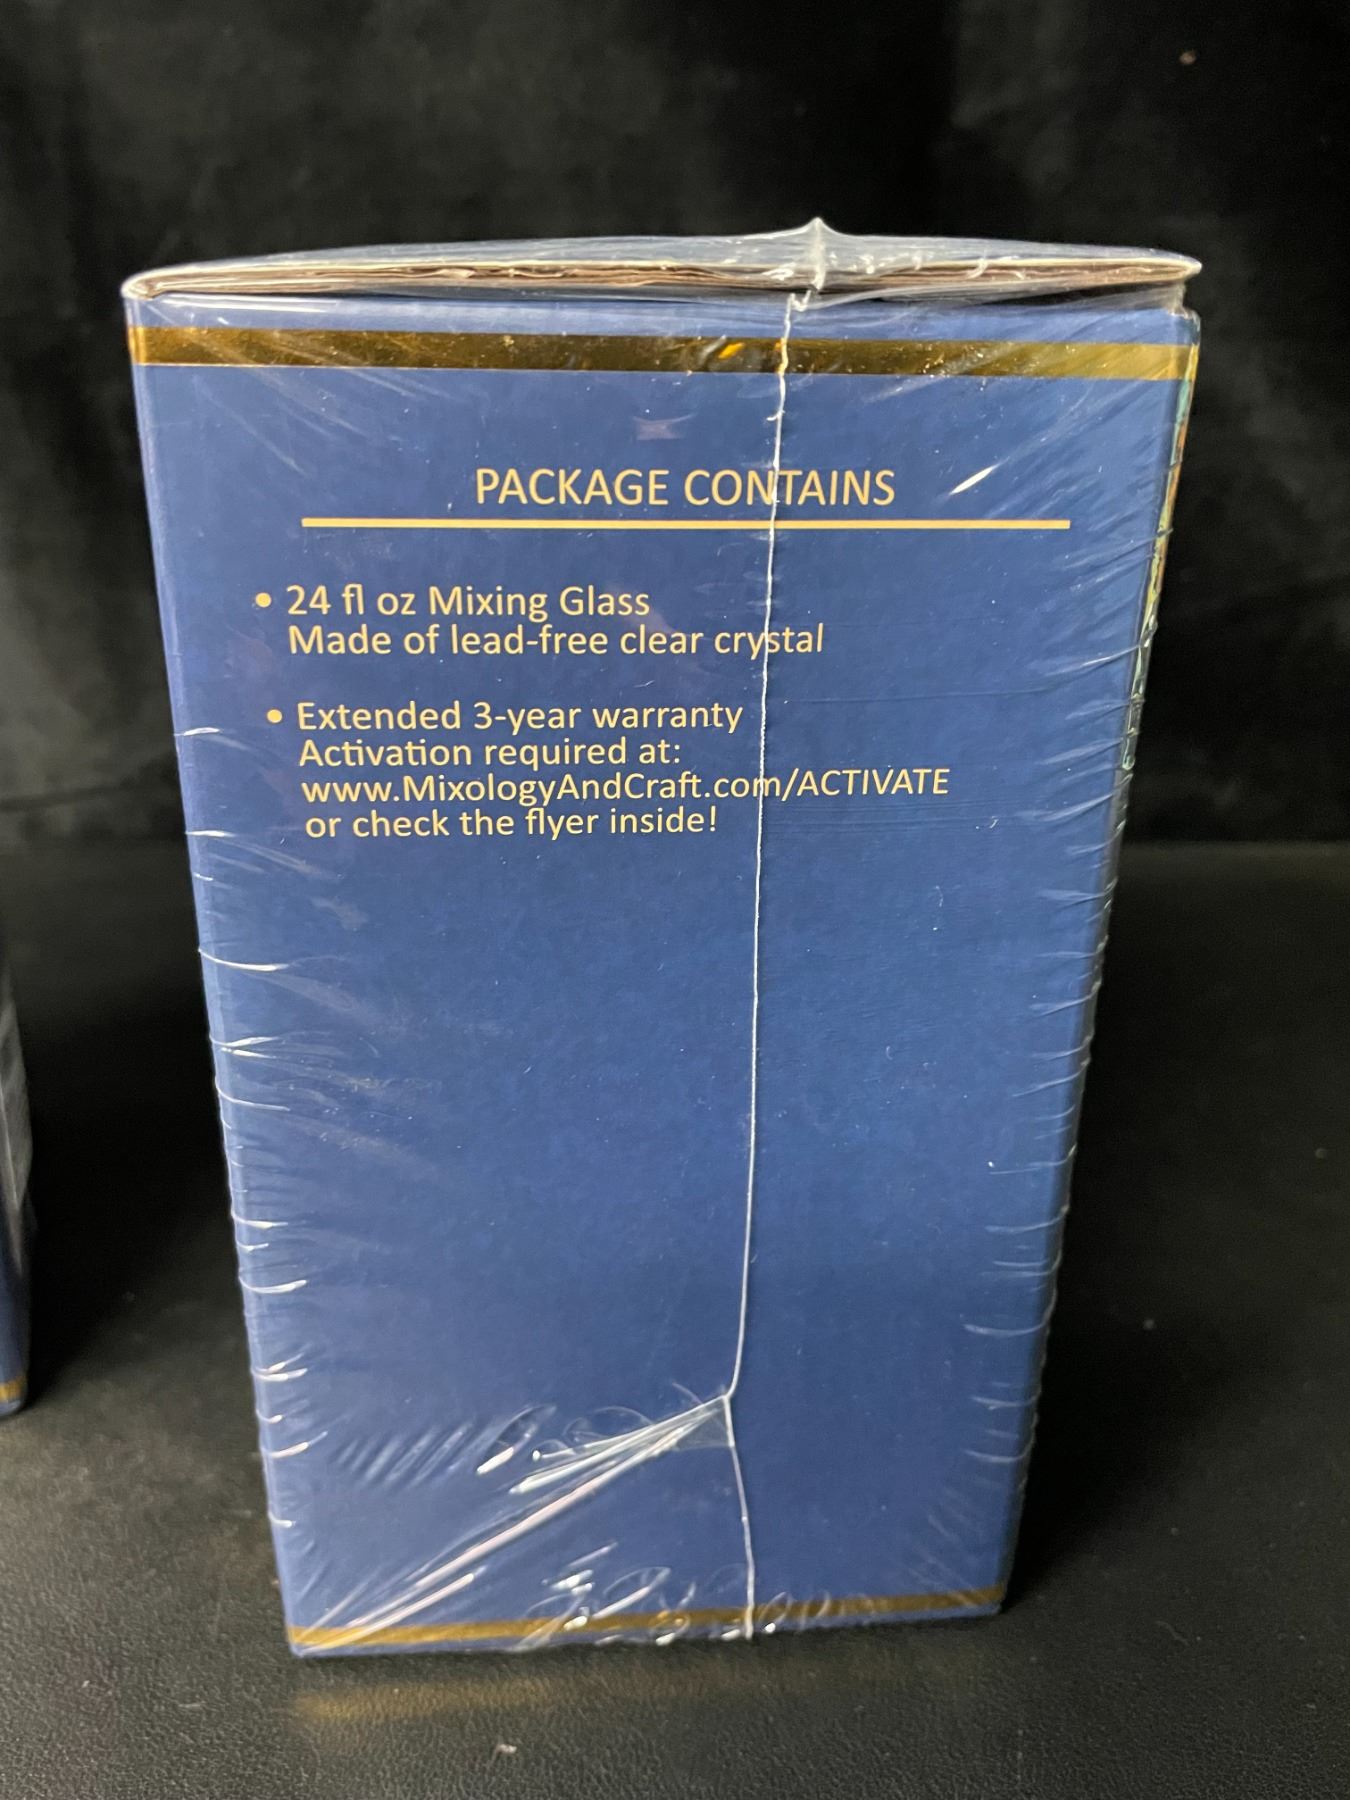 PACKAGE CONTAINS
• 24 fl oz Mixing Glass
Made of lead-free clear crystal
• Extended 3-year warranty
Activation required at:
www.MixologyAndCraft.com/ACTIVATE
or check the flyer inside!